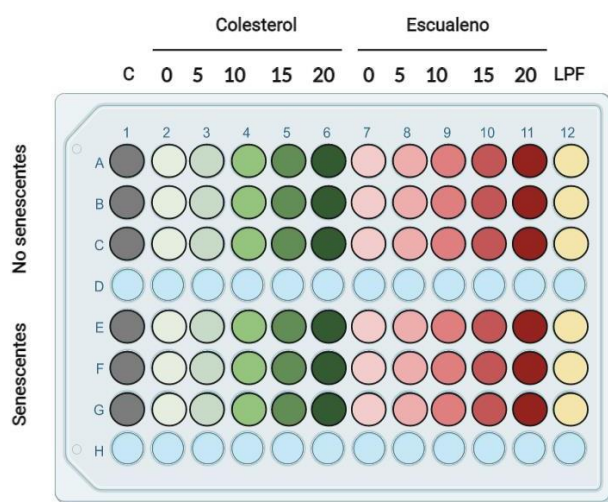 Colesterol Escualeno
C 0 5 10 15 20 0 5 10 15 20 LPF
1 2 3 4 5 6 7 8 9 10 11 12
No senescentes
A
B
C
D
Senescentes
E
F
G
H